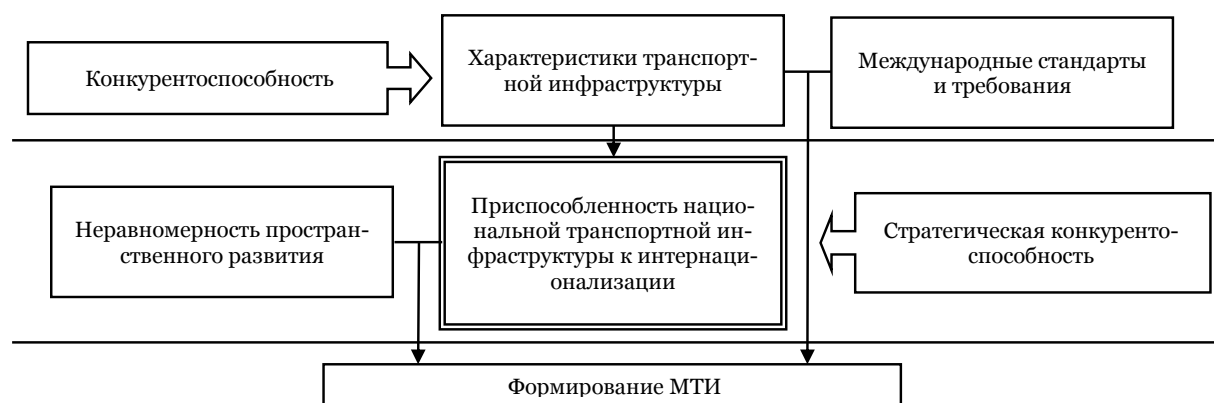 Конкурентоспособность
Характеристики транспорт-
ной инфраструктуры
Международные стандарты
и требования
Неравномерность простран-
ственного развития
Приспособленность нацио-
нальной транспортной ин-
фраструктуры к интернаци-
онализации
Стратегическая конкуренто-
способность
Формирование МТИ